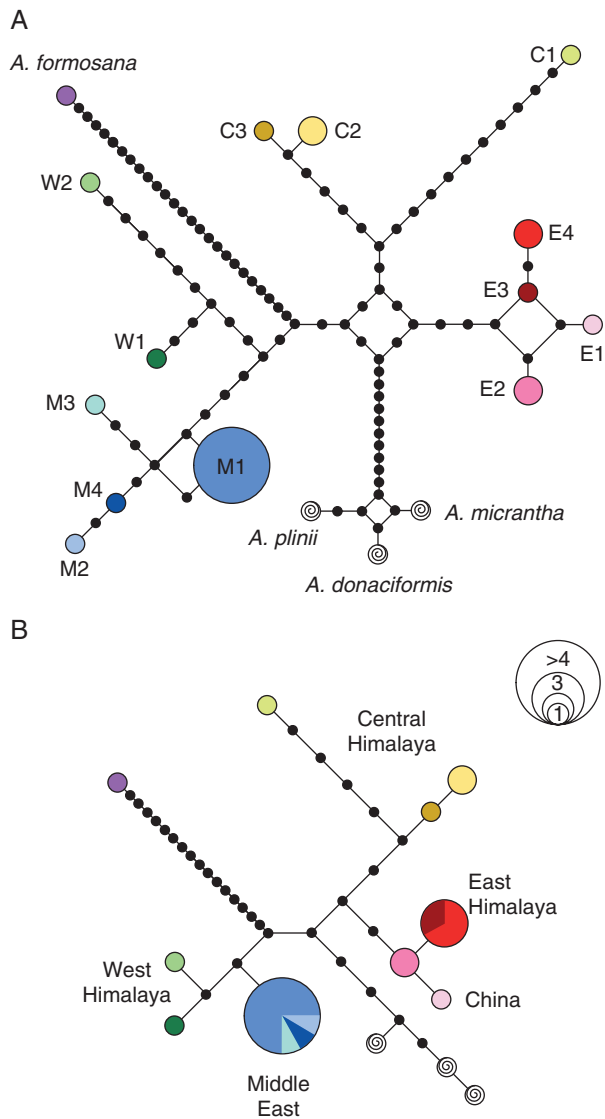 A
A. formosana
C1
C3
C2
W2
E4
E3
W1
E1
M3
E2
M1
M4
A. micrantha
A. plinii
M2
A. donaciformis
B
>4
3
1
Central
Himalaya
East
Himalaya
West
Himalaya
China
Middle
East